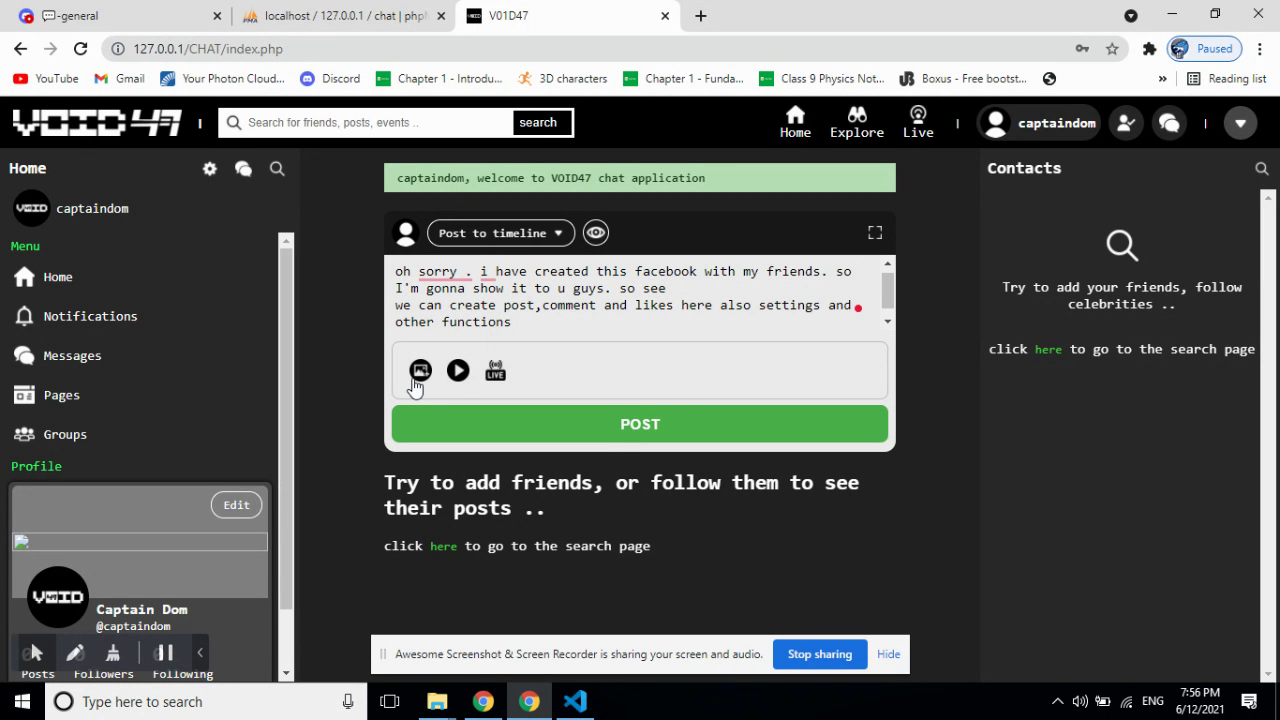 -general
localhost / 127.0.0.1 / chat | phpM
V01D47
127.0.0.1/CHAT/index.php
Paused
YouTube
Gmail
Your Photon Cloud...
Discord
Chapter 1 - Introdu...
3D characters
Chapter 1 - Funda...
Class 9 Physics Not...
Boxus - Free bootst...
»
Reading list
VOID 47
Search for friends, posts, events ..
search
Home
Explore
Live
captaindom
Home
captaindom
Menu
Home
Notifications
Messages
Pages
Groups
Profile
Edit
VOID
Captain Dom
@captaindom
Posts
Followers
Following
captaindom, welcome to VOID47 chat application
Post to timeline
oh sorry . i have created this facebook with my friends. so
I'm gonna show it to u guys. so see
we can create post,comment and likes here also settings and
other functions
LIVE
POST
Try to add friends, or follow them to see
their posts ..
click here to go to the search page
Contacts
Try to add your friends, follow
celebrities ..
click here to go to the search page
Awesome Screenshot & Screen Recorder is sharing your screen and audio.
Stop sharing
Hide
Type here to search
ENG
7:56 PM
6/12/2021